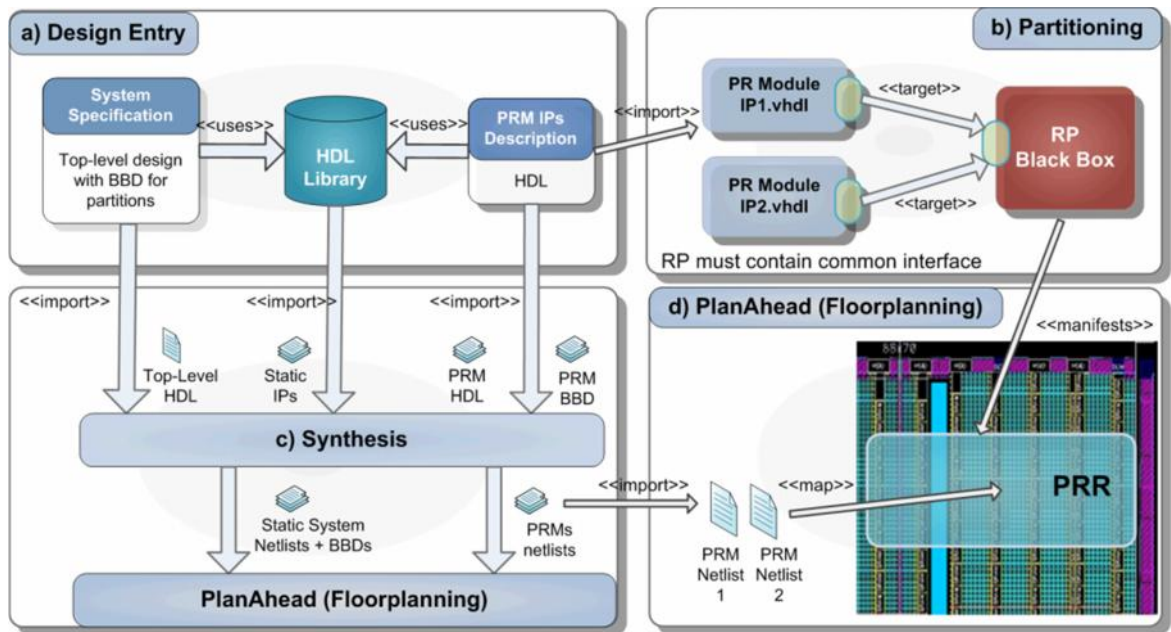 a) Design Entry
System
Specification
Top-level design
with BBD for
partitions
<<uses>>
HDL
Library
<<uses>>
PRM IPs
Description
HDL
<<import>>
b) Partitioning
PR Module
IP1.vhdl
<<target>>
RP
Black Box
PR Module
IP2.vhdl
<<target>>
RP must contain common interface
<<import>>
<<import>>
<<import>>
Top-Level
HDL
Static
IPs
PRM
HDL
PRM
BBD
c) Synthesis
Static System
Netlists + BBDs
PRMs
netlists
PlanAhead (Floorplanning)
d) PlanAhead (Floorplanning)
<<manifests>>
<<import>>
<<map>>
PRR
PRM
Netlist
1
PRM
Netlist
2